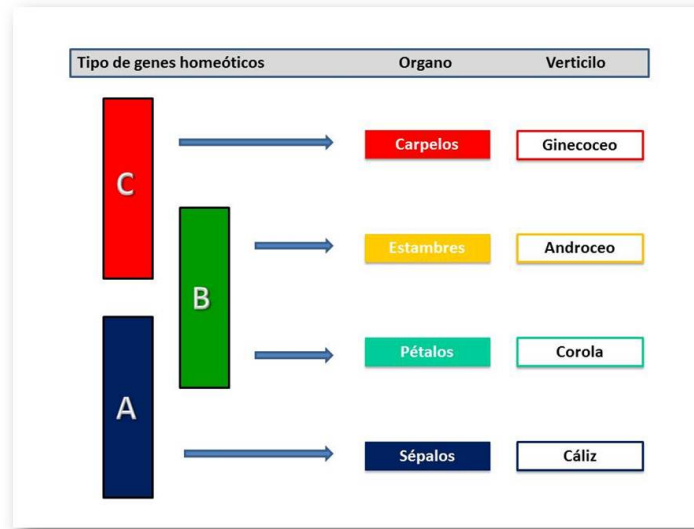 Tipo de genes homeóticos Organo Verticilo
C Carpelos Ginecoceo
B Estambres Androceo
Pétalos Corola
A Sépalos Cáliz